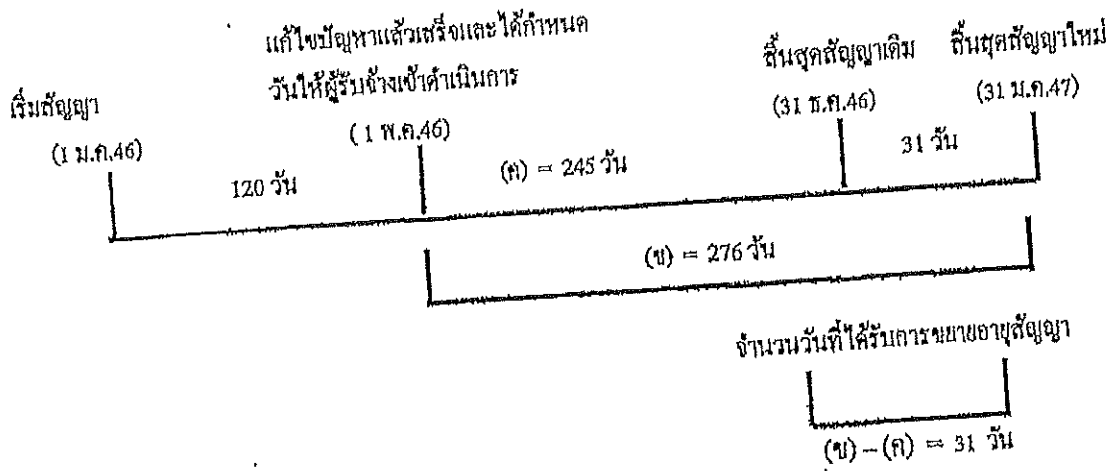 แก้ไขปัญหาแล้วเสร็จและได้กำหนด
วันให้ผู้รับจ้างเข้าดำเนินการ
(1 พ.ค.46)
สิ้นสุดสัญญาเดิม
(31 ธ.ค.46)
สิ้นสุดสัญญาใหม่
(31 ม.ค.47)
เริ่มสัญญา
(1 ม.ค.46)
120 วัน
(ค) = 245 วัน
31 วัน
(ข) = 276 วัน
จำนวนวันที่ได้รับการขยายอายุสัญญา
(ข) – (ค) = 31 วัน